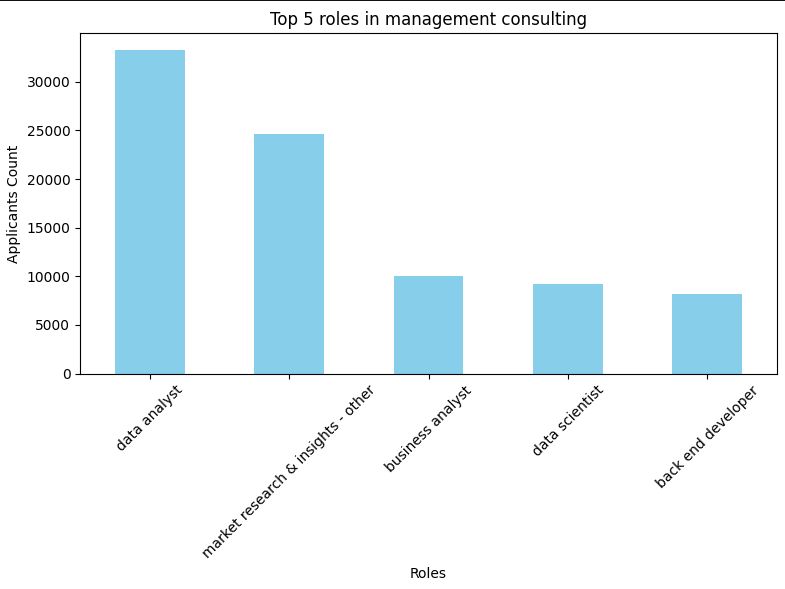 Top 5 roles in management consulting
Applicants Count
30000
25000
20000
15000
10000
5000
0
data analyst
market research & insights - other
business analyst
data scientist
back end developer
Roles